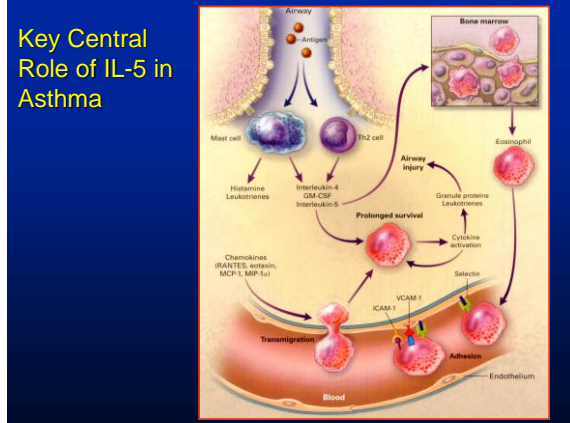 Key Central
Role of IL-5 in
Asthma
Airway
Antigen
Bone marrow
Mast cell
Th2 cell
Eosinophil
Airway
injury
Histamine
Leukotrienes
Interleukin-4
GM-CSF
Interleukin-5
Granule proteins
Leukotrienes
Prolonged survival
Cytokine
activation
Chemokines
(RANTES, eotaxin,
MCP-1, MIP-1α)
Selectin
VCAM-1
ICAM-1
Transmigration
Adhesion
Endothelium
Blood